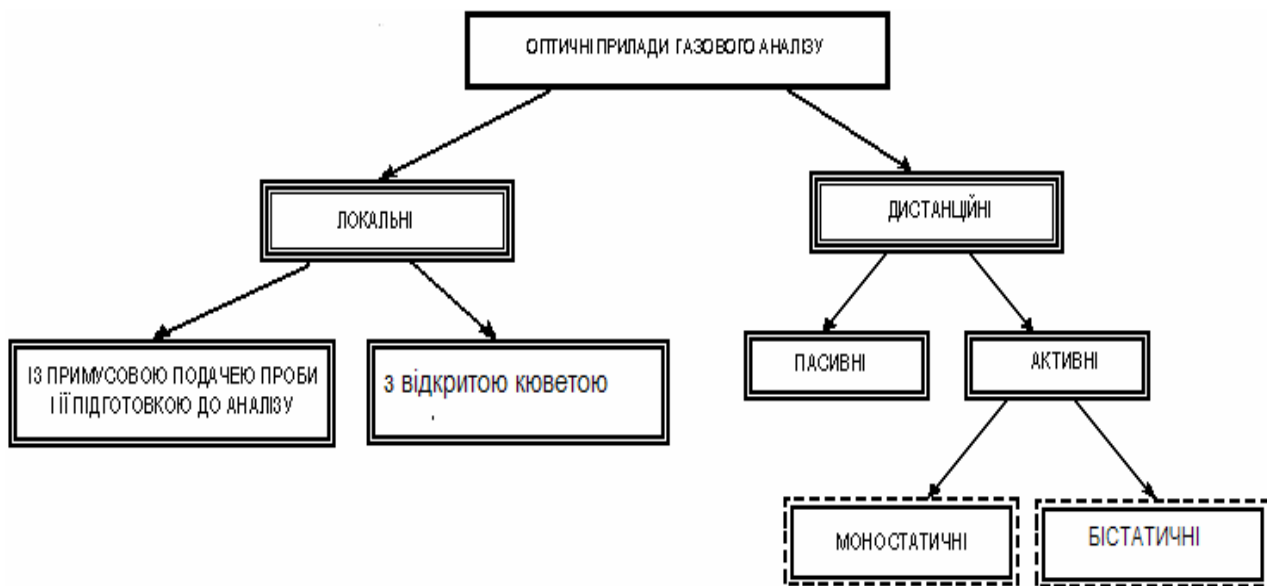 ОПТИЧНІ ПРИЛАДИ ГАЗОВОГО АНАЛІЗУ
ЛОКАЛЬНІ
ДИСТАНЦІЙНІ
ІЗ ПРИМУСОВОЮ ПОДАЧЕЮ ПРОБИ
І ЇЇ ПІДГОТОВКОЮ ДО АНАЛІЗУ
з відкритою кюветою
ПАСИВНІ
АКТИВНІ
МОНОСТАТИЧНІ
БІСТАТИЧНІ